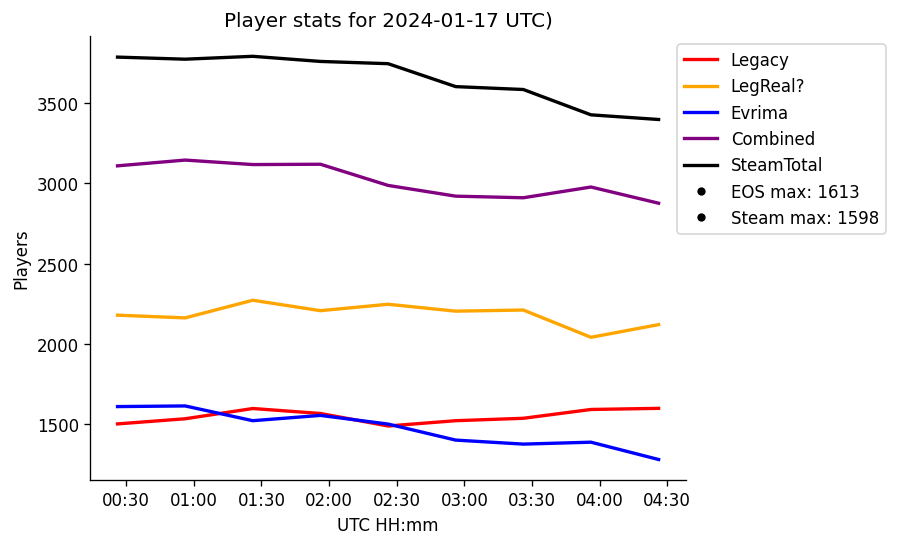 Player stats for 2024-01-17 UTC)
Legacy
LegReal?
Evrima
Combined
SteamTotal
EOS max: 1613
Steam max: 1598
Players
3500
3000
2500
2000
1500
00:30 01:00 01:30 02:00 02:30 03:00 03:30 04:00 04:30
UTC HH:mm